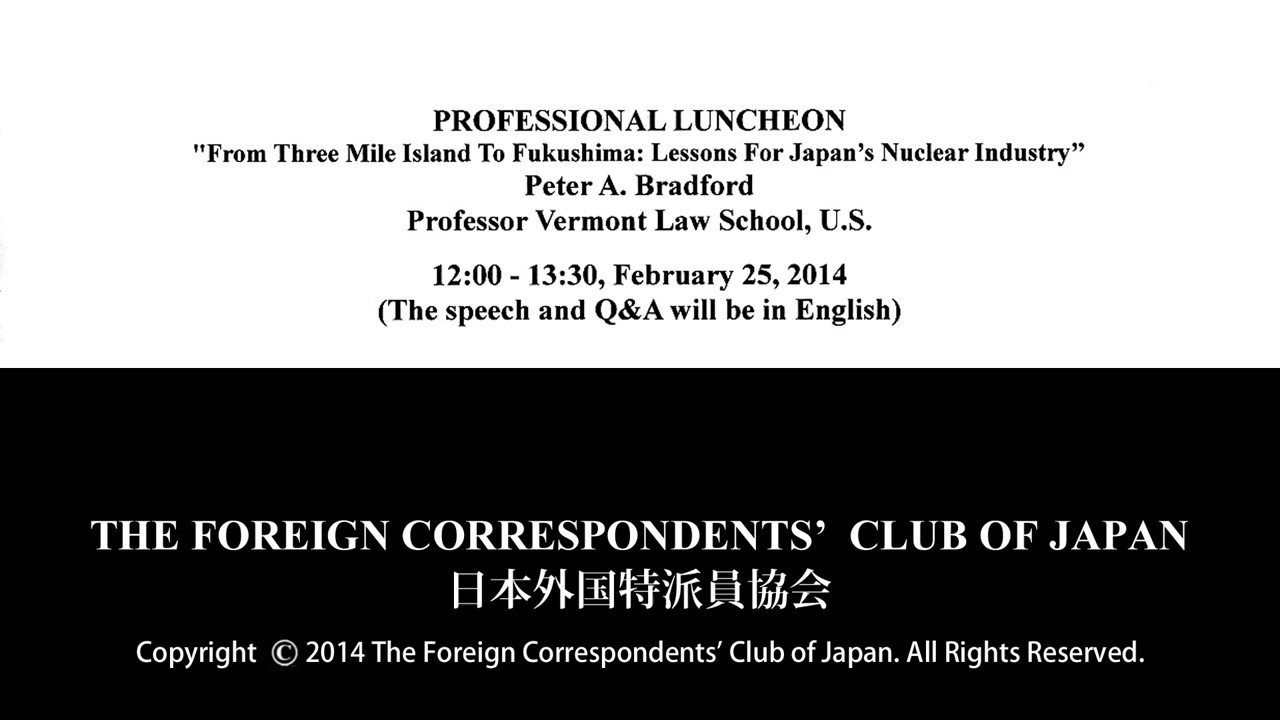 PROFESSIONAL LUNCHEON
"From Three Mile Island To Fukushima: Lessons For Japan’s Nuclear Industry”
Peter A. Bradford
Professor Vermont Law School, U.S.
12:00 - 13:30, February 25, 2014
(The speech and Q&A will be in English)
THE FOREIGN CORRESPONDENTS’ CLUB OF JAPAN
日本外国特派員協会
Copyright © 2014 The Foreign Correspondents’ Club of Japan. All Rights Reserved.